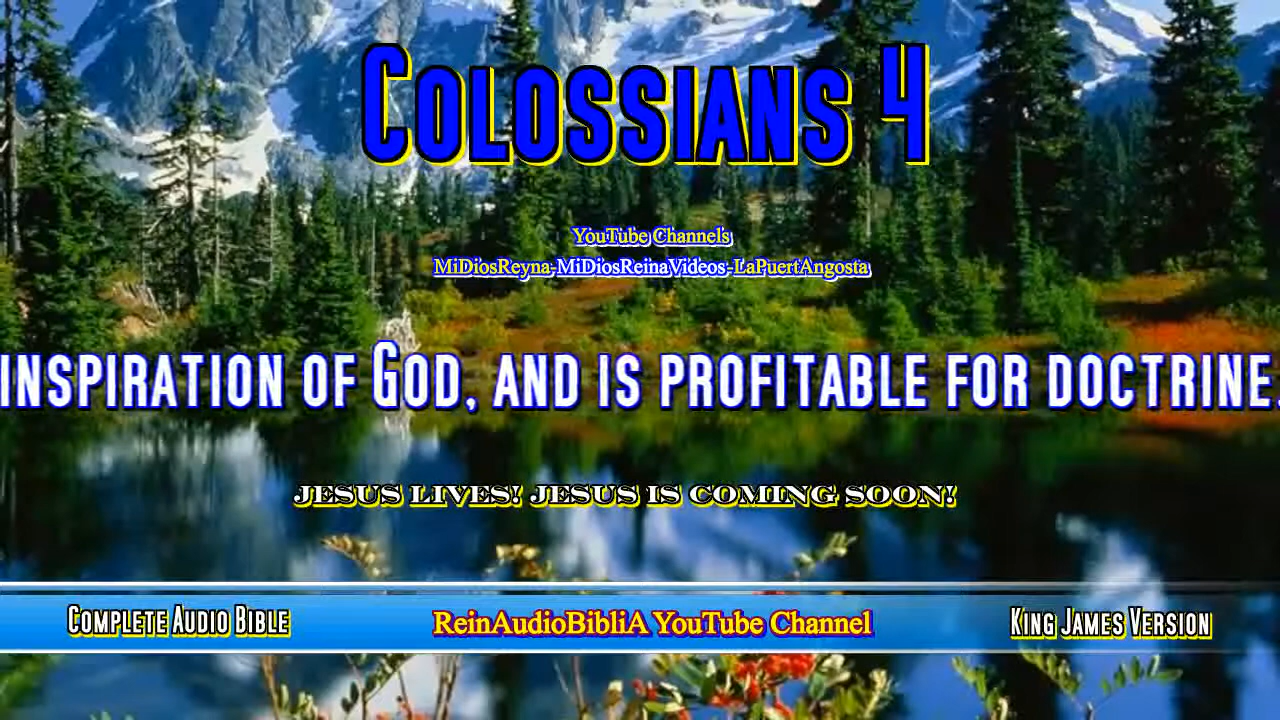 Colossians 4
YouTube Channels
MiDiosReyna-MiDiosReinaVideos-LaPuertAngosta
inspiration of God, and is profitable for doctrine,
JESUS LIVES! JESUS IS COMING SOON!
Complete Audio Bible
ReinAudioBibliA YouTube Channel
King James Version